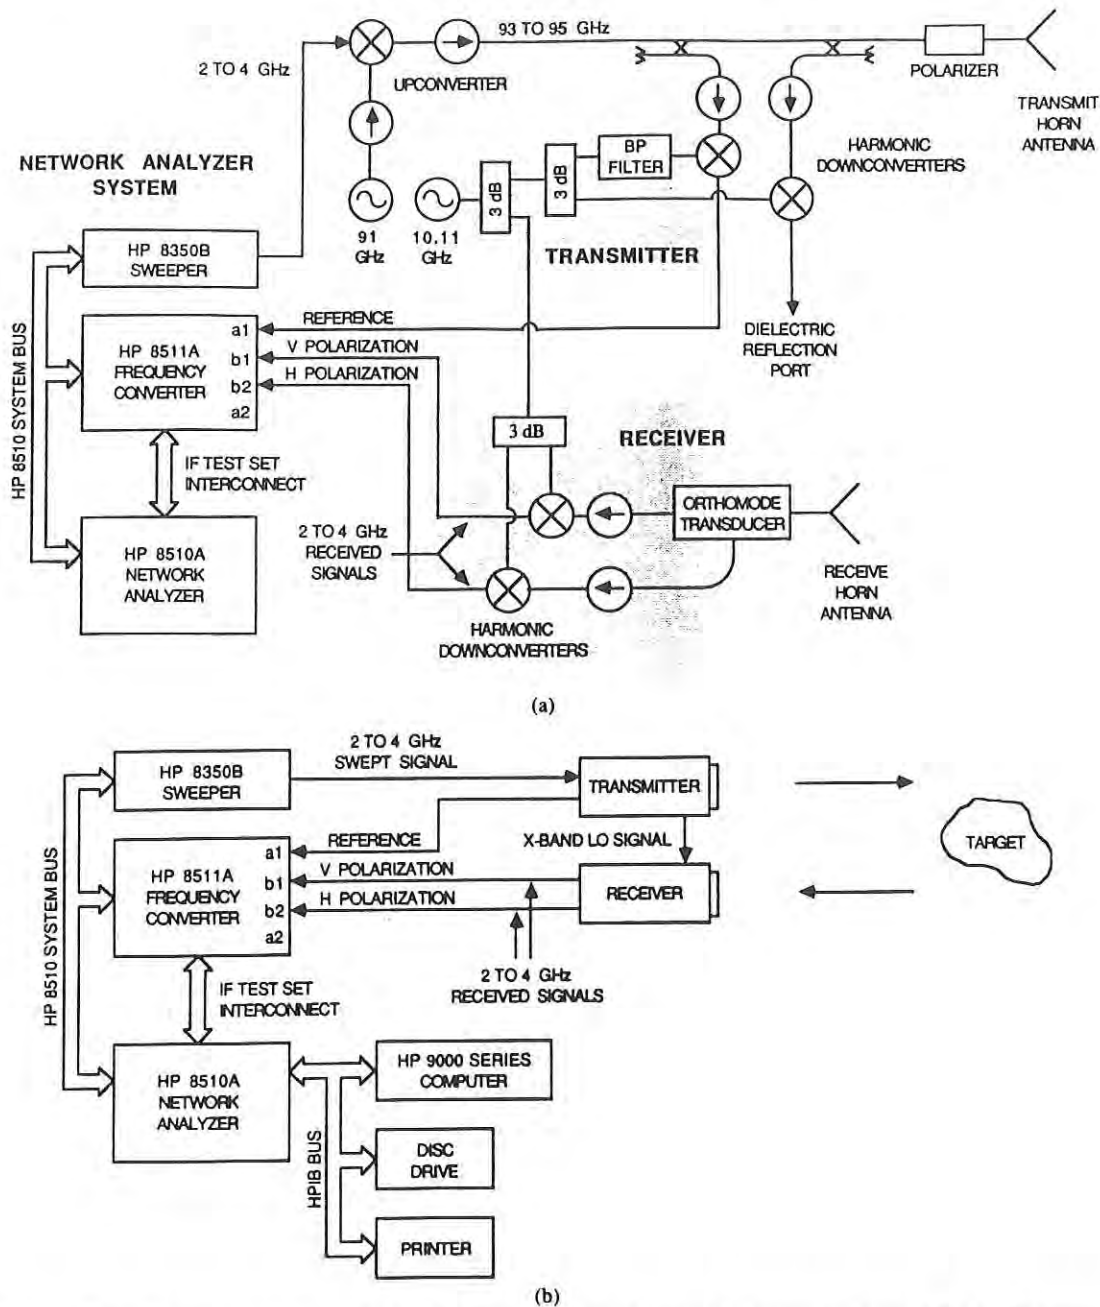 93 TO 95 GHz
2 TO 4 GHz
UPCONVERTER
POLARIZER
TRANSMIT
HORN
ANTENNA
HARMONIC
DOWNCONVERTERS
NETWORK ANALYZER
SYSTEM
BP
FILTER
3 dB
3 dB
91
GHz
10.11
GHz
TRANSMITTER
HP 8350B
SWEEPER
REFERENCE
V POLARIZATION
H POLARIZATION
DIELECTRIC
REFLECTION
PORT
HP 8511A
FREQUENCY
CONVERTER
a1
b1
b2
a2
HP 8510 SYSTEM BUS
3 dB
RECEIVER
IF TEST SET
INTERCONNECT
ORTHOMODE
TRANSDUCER
2 TO 4 GHz
RECEIVED
SIGNALS
HP 8510A
NETWORK
ANALYZER
RECEIVE
HORN
ANTENNA
HARMONIC
DOWNCONVERTERS
(a)
2 TO 4 GHz
SWEPT SIGNAL
HP 8350B
SWEEPER
TRANSMITTER
REFERENCE
X-BAND LO SIGNAL
TARGET
HP 8511A
FREQUENCY
CONVERTER
a1
b1
b2
a2
V POLARIZATION
H POLARIZATION
RECEIVER
HP 8510 SYSTEM BUS
2 TO 4 GHz
RECEIVED SIGNALS
IF TEST SET
INTERCONNECT
HP 8510A
NETWORK
ANALYZER
HP 9000 SERIES
COMPUTER
HPIB BUS
DISC
DRIVE
PRINTER
(b)